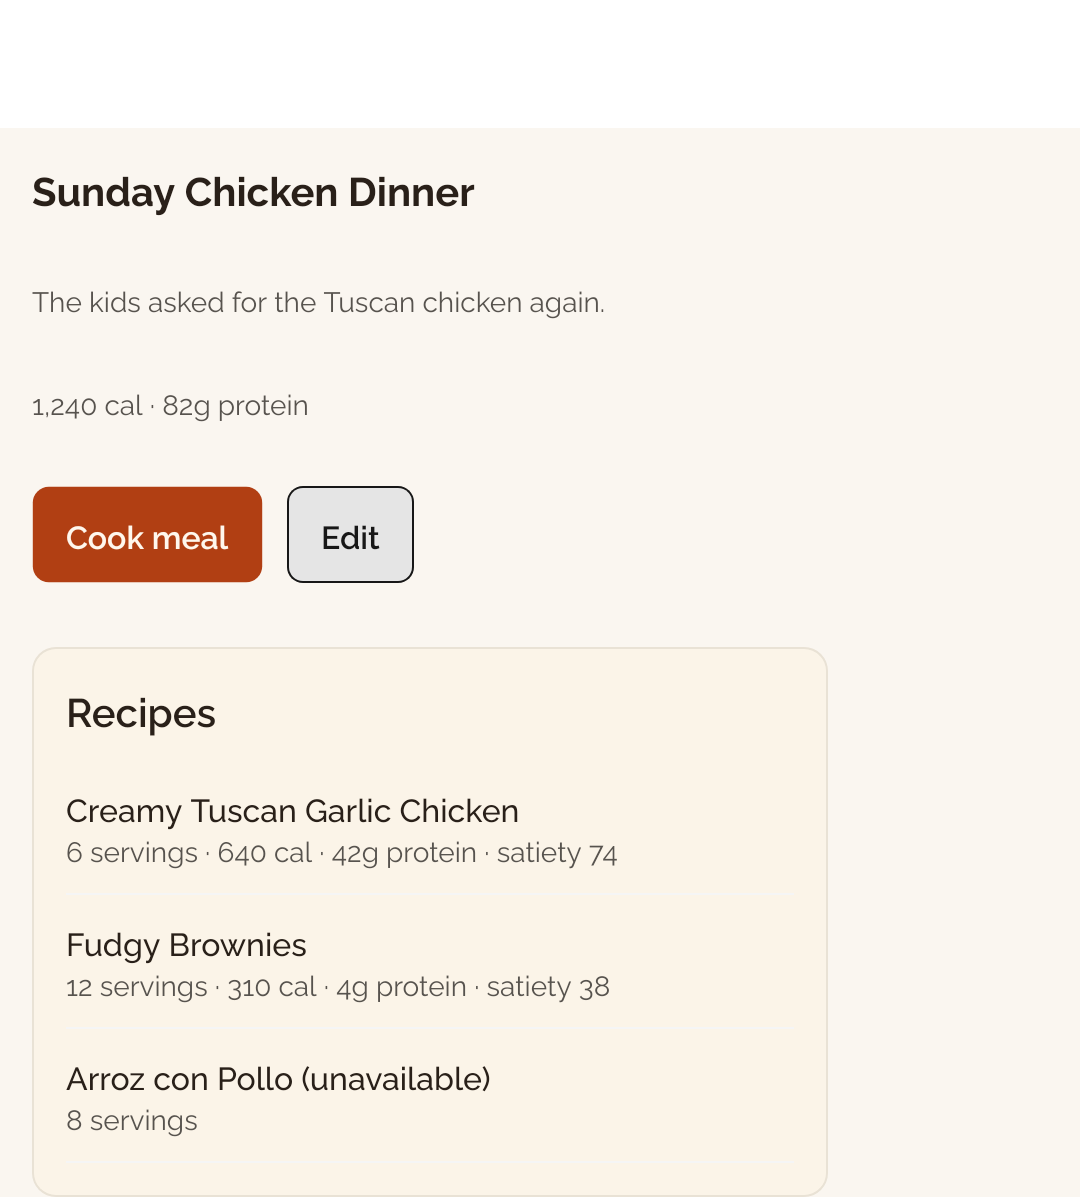 Sunday Chicken Dinner
The kids asked for the Tuscan chicken again.
1,240 cal · 82g protein
Cook meal
Edit
Recipes
Creamy Tuscan Garlic Chicken
6 servings · 640 cal · 42g protein · satiety 74
Fudgy Brownies
12 servings · 310 cal · 4g protein · satiety 38
Arroz con Pollo (unavailable)
8 servings